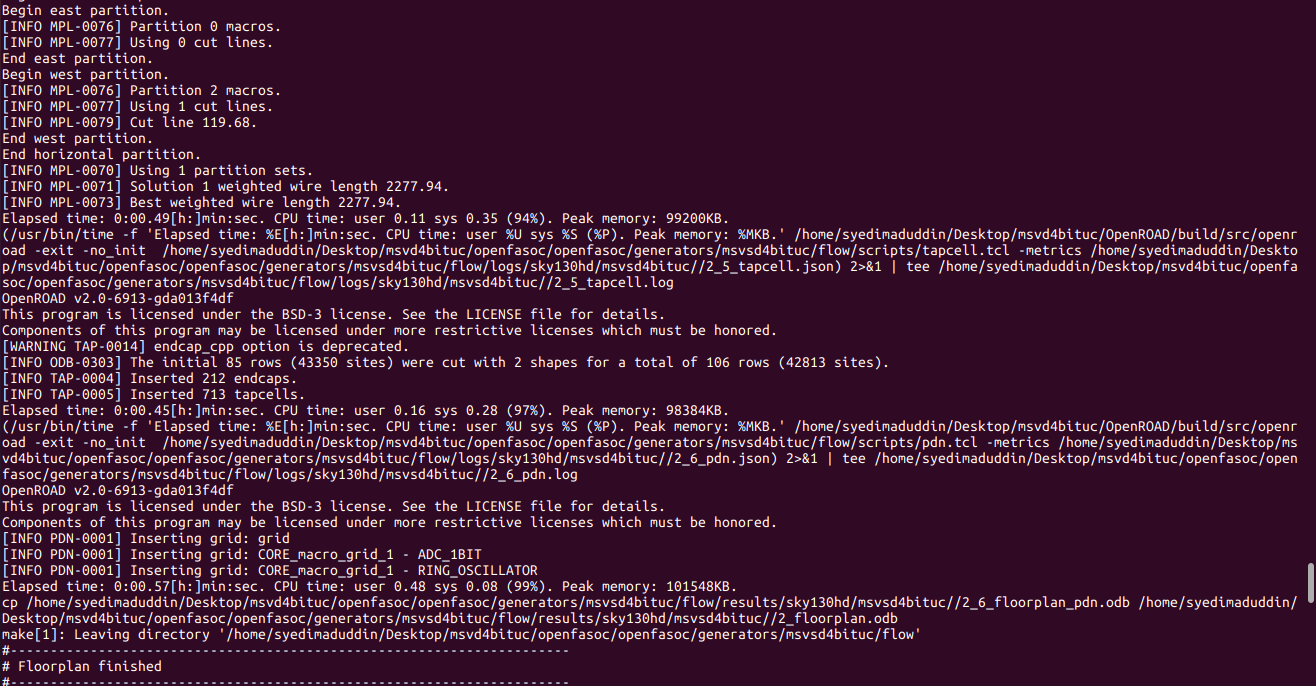 Begin east partition.
[INFO MPL-0076] Partition 0 macros.
[INFO MPL-0077] Using 0 cut lines.
End east partition.
Begin west partition.
[INFO MPL-0076] Partition 2 macros.
[INFO MPL-0077] Using 1 cut lines.
[INFO MPL-0079] Cut line 119.68.
End west partition.
End horizontal partition.
[INFO MPL-0070] Using 1 partition sets.
[INFO MPL-0071] Solution 1 weighted wire length 2277.94.
[INFO MPL-0073] Best weighted wire length 2277.94.
Elapsed time: 0:00.49[h:]min:sec. CPU time: user 0.11 sys 0.35 (94%). Peak memory: 99200KB.
(/usr/bin/time -f 'Elapsed time: %E[h:]min:sec. CPU time: user %U sys %S (%P). Peak memory: %MKB.' /home/syedimaduddin/Desktop/msvd4bituc/OpenROAD/build/src/openr
oad -exit -no_init  /home/syedimaduddin/Desktop/msvd4bituc/openfasoc/openfasoc/generators/msvsd4bituc/flow/scripts/tapcell.tcl -metrics /home/syedimaduddin/Deskto
p/msvd4bituc/openfasoc/openfasoc/generators/msvsd4bituc/flow/logs/sky130hd/msvsd4bituc//2_5_tapcell.json) 2>&1 | tee /home/syedimaduddin/Desktop/msvd4bituc/openfa
soc/openfasoc/generators/msvsd4bituc/flow/logs/sky130hd/msvsd4bituc//2_5_tapcell.log
OpenROAD v2.0-6913-gda013f4df
This program is licensed under the BSD-3 license. See the LICENSE file for details.
Components of this program may be licensed under more restrictive licenses which must be honored.
[WARNING TAP-0014] endcap_cpp option is deprecated.
[INFO ODB-0303] The initial 85 rows (43350 sites) were cut with 2 shapes for a total of 106 rows (42813 sites).
[INFO TAP-0004] Inserted 212 endcaps.
[INFO TAP-0005] Inserted 713 tapcells.
Elapsed time: 0:00.45[h:]min:sec. CPU time: user 0.16 sys 0.28 (97%). Peak memory: 98384KB.
(/usr/bin/time -f 'Elapsed time: %E[h:]min:sec. CPU time: user %U sys %S (%P). Peak memory: %MKB.' /home/syedimaduddin/Desktop/msvd4bituc/OpenROAD/build/src/openr
oad -exit -no_init  /home/syedimaduddin/Desktop/msvd4bituc/openfasoc/openfasoc/generators/msvsd4bituc/flow/scripts/pdn.tcl -metrics /home/syedimaduddin/Desktop/ms
vd4bituc/openfasoc/openfasoc/generators/msvsd4bituc/flow/logs/sky130hd/msvsd4bituc//2_6_pdn.json) 2>&1 | tee /home/syedimaduddin/Desktop/msvd4bituc/openfasoc/open
fasoc/generators/msvsd4bituc/flow/logs/sky130hd/msvsd4bituc//2_6_pdn.log
OpenROAD v2.0-6913-gda013f4df
This program is licensed under the BSD-3 license. See the LICENSE file for details.
Components of this program may be licensed under more restrictive licenses which must be honored.
[INFO PDN-0001] Inserting grid: grid
[INFO PDN-0001] Inserting grid: CORE_macro_grid_1 - ADC_1BIT
[INFO PDN-0001] Inserting grid: CORE_macro_grid_1 - RING_OSCILLATOR
Elapsed time: 0:00.57[h:]min:sec. CPU time: user 0.48 sys 0.08 (99%). Peak memory: 101548KB.
cp /home/syedimaduddin/Desktop/msvd4bituc/openfasoc/openfasoc/generators/msvsd4bituc/flow/results/sky130hd/msvsd4bituc//2_6_floorplan_pdn.odb /home/syedimaduddin/
Desktop/msvd4bituc/openfasoc/openfasoc/generators/msvsd4bituc/flow/results/sky130hd/msvsd4bituc//2_floorplan.odb
make[1]: Leaving directory '/home/syedimaduddin/Desktop/msvd4bituc/openfasoc/openfasoc/generators/msvsd4bituc/flow'
#----------------------------------------------------------------------
# Floorplan finished
#----------------------------------------------------------------------